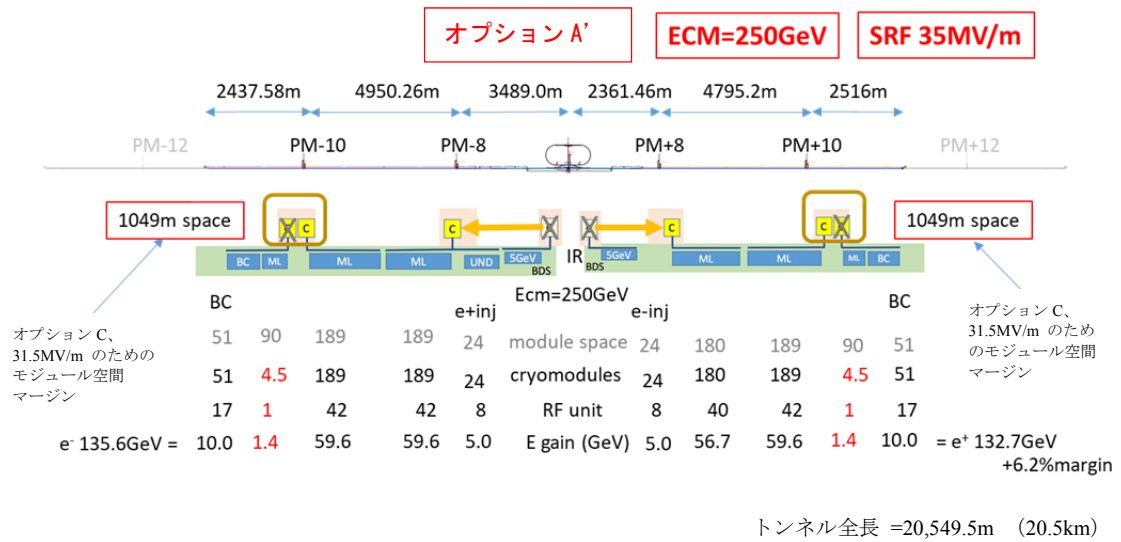 オプション A’ ECM=250GeV SRF 35MV/m
2437.58m 4950.26m 3489.0m 2361.46m 4795.2m 2516m
PM-12 PM-10 PM-8 PM+8 PM+10 PM+12
1049m space C C C C 1049m space
BC ML ML ML UND 5GeV BDS IR BDS 5GeV ML ML ML BC
BC Ecm=250GeV BC
e+inj e-inj
オプション C、
31.5MV/m のための
モジュール空間
マージン
オプション C、
31.5MV/m のため
のモジュール空間
マージン
51 90 189 189 24 module space 24 180 189 90 51
51 4.5 189 189 24 cryomodules 24 180 189 4.5 51
17 1 42 42 8 RF unit 8 40 42 1 17
e- 135.6GeV = 10.0 1.4 59.6 59.6 5.0 E gain (GeV) 5.0 56.7 59.6 1.4 10.0 = e+ 132.7GeV
+6.2%margin
トンネル全長 =20,549.5m （20.5km）